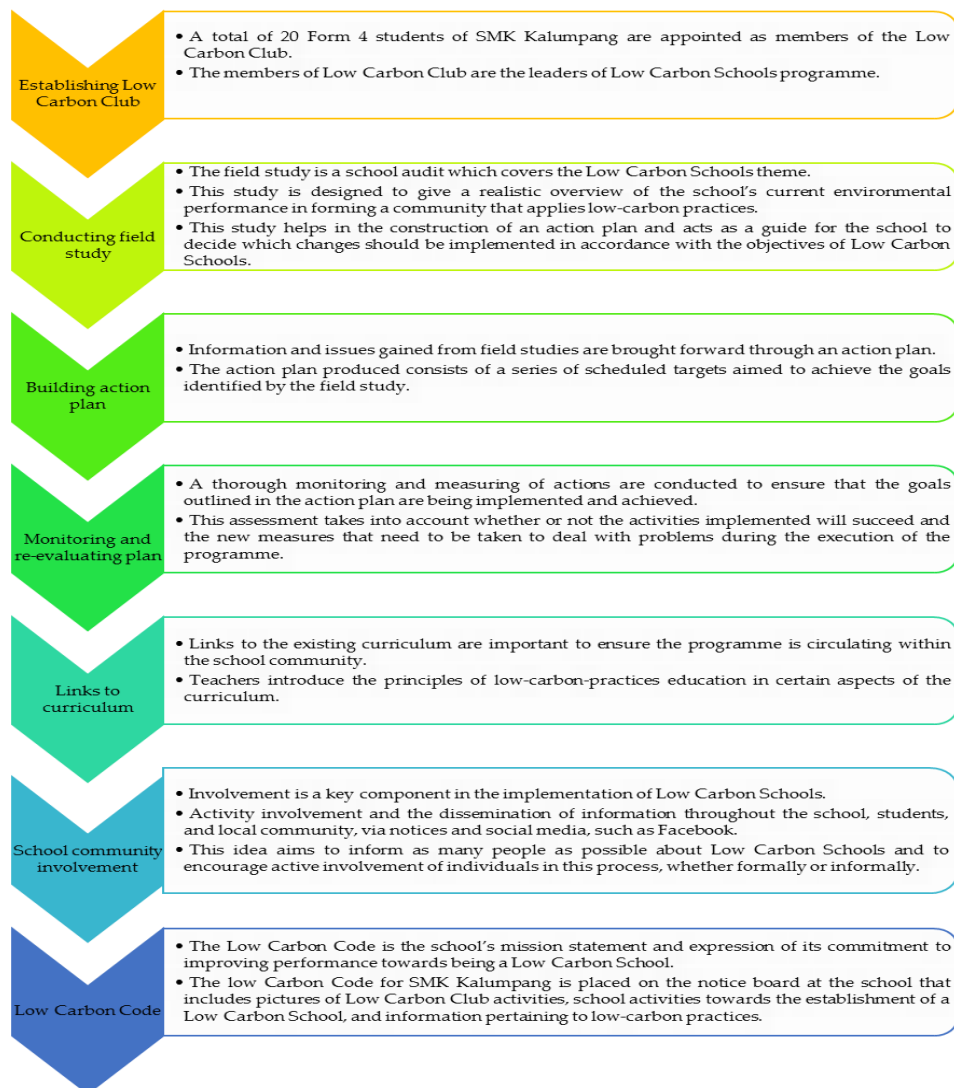 • A total of 20 Form 4 students of SMK Kalumpang are appointed as members of the Low
Carbon Club.
• The members of Low Carbon Club are the leaders of Low Carbon Schools programme.
Establishing Low
Carbon Club
• The field study is a school audit which covers the Low Carbon Schools theme.
• This study is designed to give a realistic overview of the school's current environmental
performance in forming a community that applies low-carbon practices.
• This study helps in the construction of an action plan and acts as a guide for the school to
decide which changes should be implemented in accordance with the objectives of Low Carbon
Schools.
Conducting field
study
• Information and issues gained from field studies are brought forward through an action plan.
• The action plan produced consists of a series of scheduled targets aimed to achieve the goals
identified by the field study.
Building action
plan
• A thorough monitoring and measuring of actions are conducted to ensure that the goals
outlined in the action plan are being implemented and achieved.
• This assessment takes into account whether or not the activities implemented will succeed and
the new measures that need to be taken to deal with problems during the execution of the
programme.
Monitoring and
re-evaluating plan
• Links to the existing curriculum are important to ensure the programme is circulating within
the school community.
• Teachers introduce the principles of low-carbon-practices education in certain aspects of the
curriculum.
Links to
curriculum
• Involvement is a key component in the implementation of Low Carbon Schools.
• Activity involvement and the dissemination of information throughout the school, students,
and local community, via notices and social media, such as Facebook.
• This idea aims to inform as many people as possible about Low Carbon Schools and to
encourage active involvement of individuals in this process, whether formally or informally.
School community
involvement
• The Low Carbon Code is the school's mission statement and expression of its commitment to
improving performance towards being a Low Carbon School.
• The low Carbon Code for SMK Kalumpang is placed on the notice board at the school that
includes pictures of Low Carbon Club activities, school activities towards the establishment of a
Low Carbon School, and information pertaining to low-carbon practices.
Low Carbon Code